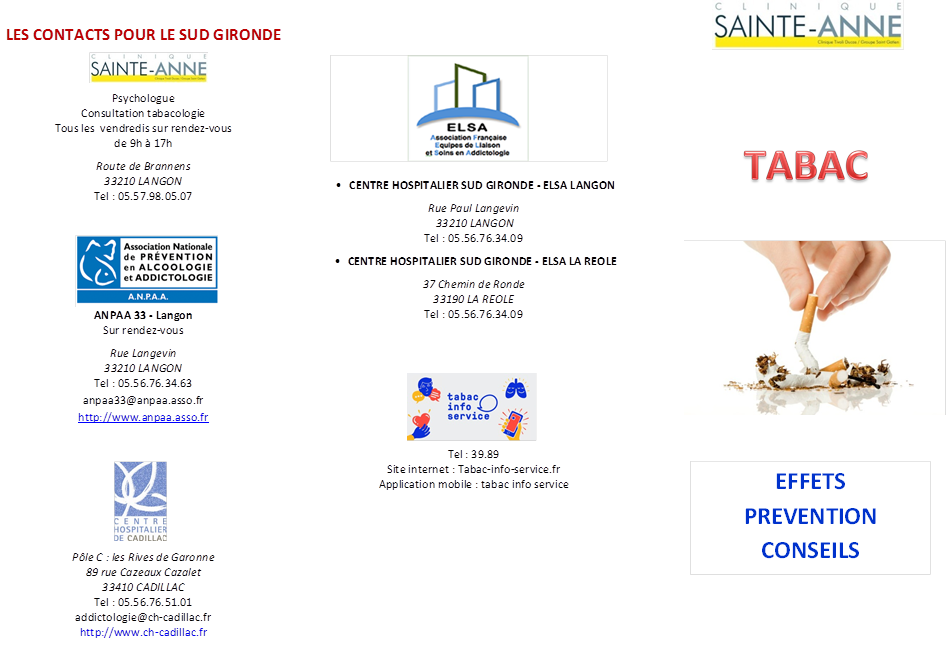 LES CONTACTS POUR LE SUD GIRONDE
CLINIQUE
SAINTE-ANNE
Psychologue
Consultation tabacologie
Tous les vendredis sur rendez-vous
de 9h à 17h
Route de Brannens
33210 LANGON
Tel : 05.57.98.05.07
Association Nationale
de PRÉVENTION
en ALCOOLOGIE
et ADDICTOLOGIE
A.N.P.A.A.
ANPAA 33 - Langon
Sur rendez-vous
Rue Langevin
33210 LANGON
Tel : 05.56.76.34.63
anpaa33@anpaa.asso.fr
http://www.anpaa.asso.fr
CENTRE
HOSPITALIER
DE CADILLAC
Pôle C : les Rives de Garonne
89 rue Cazeaux Cazalet
33410 CADILLAC
Tel : 05.56.76.51.01
addictologie@ch-cadillac.fr
http://www.ch-cadillac.fr
ELSA
Association Française
Equipes de Liaison
et Soins en Addictologie
• CENTRE HOSPITALIER SUD GIRONDE - ELSA LANGON
Rue Paul Langevin
33210 LANGON
Tel : 05.56.76.34.09
• CENTRE HOSPITALIER SUD GIRONDE - ELSA LA REOLE
37 Chemin de Ronde
33190 LA REOLE
Tel : 05.56.76.34.09
tabac
info
service
Tel : 39.89
Site internet : Tabac-info-service.fr
Application mobile : tabac info service
CLINIQUE
SAINTE-ANNE
TABAC
EFFETS
PREVENTION
CONSEILS